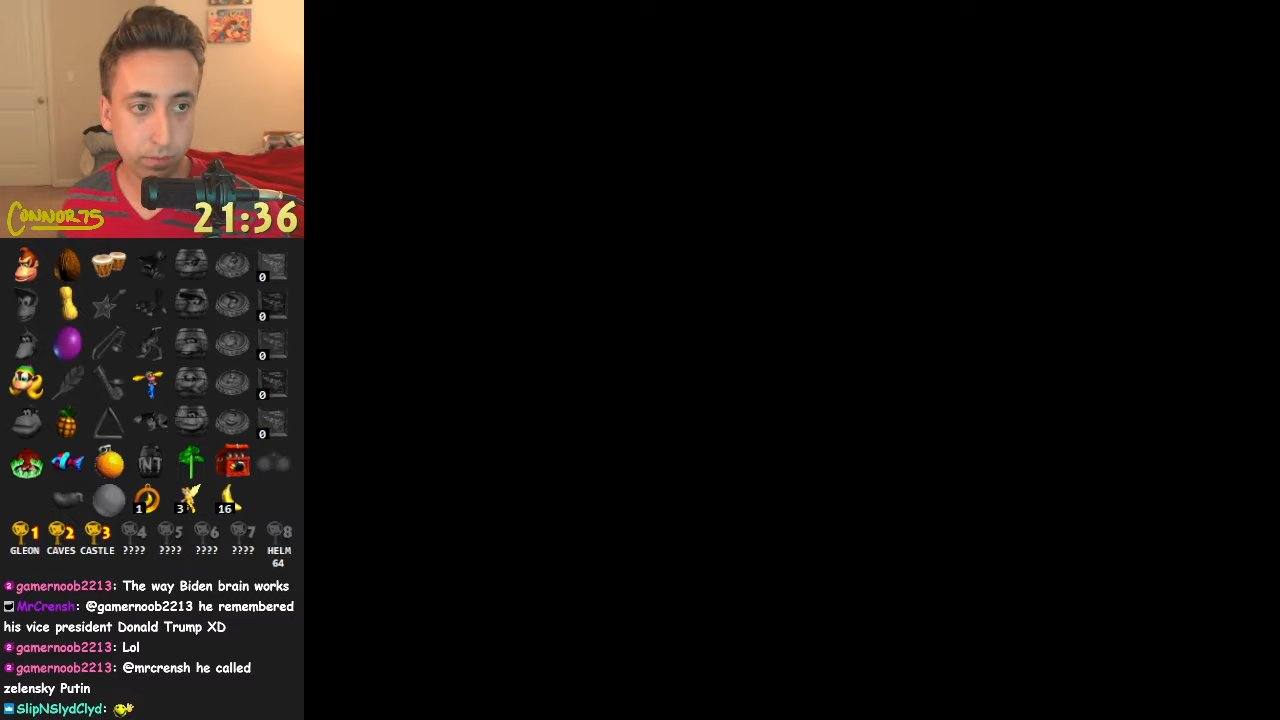 CONNOR75
21:36
0
0
0
0
0
NT
1 3 16
1 2 3 4 5 6 7 8
GLEON CAVES CASTLE ???? ???? ???? ???? HELM
64
gamernoob2213: The way Biden brain works
MrCrensh: @gamernoob2213 he remembered
his vice president Donald Trump XD
gamernoob2213: Lol
gamernoob2213: @mrcrensh he called
zelensky Putin
SlipNSlydClyd: